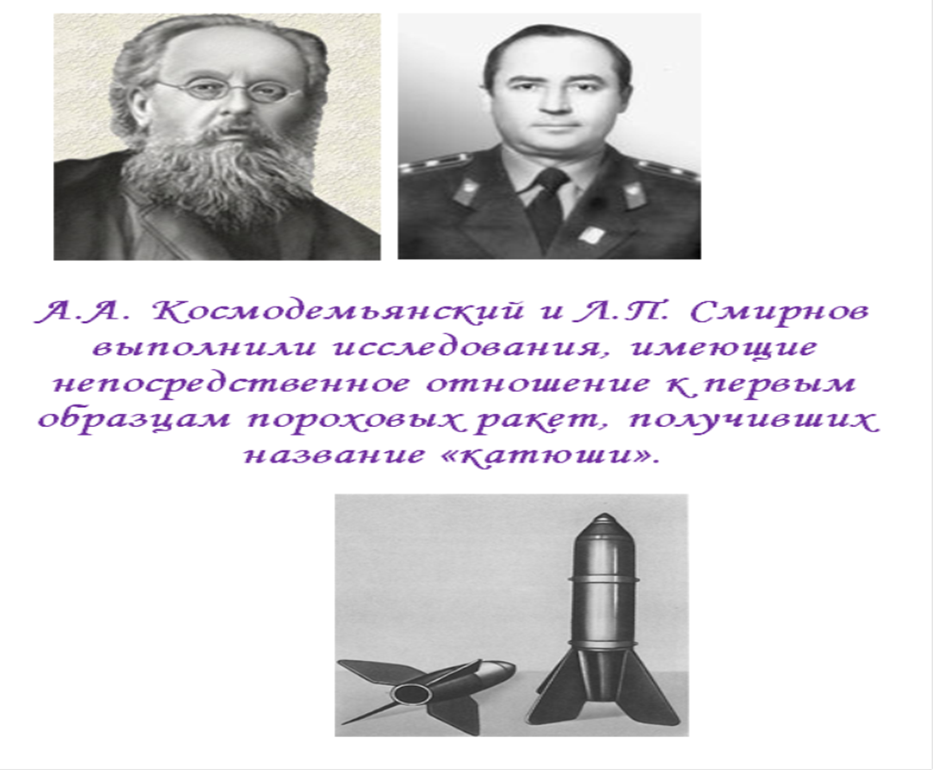 А.А. Космодемьянский и Л.П. Смирнов
выполнили исследования, имеющие
непосредственное отношение к первым
образцам пороховых ракет, получивших
название «катюши».